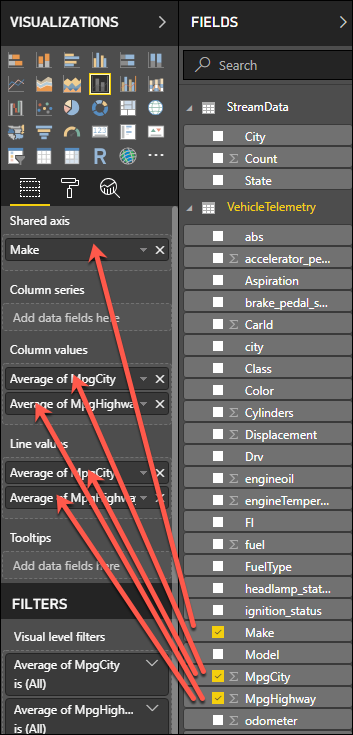 VISUALIZATIONS
R
Shared axis
Make
Column series
Add data fields here
Column values
Average of MpgCity
Average of MpgHighway
Line values
Average of MpgCity
Average of MpgHighway
Tooltips
Add data fields here
FILTERS
Visual level filters
Average of MpgCity
is (All)
Average of MpgHigh...
is (All)
FIELDS
Search
StreamData
City
Σ Count
State
VehicleTelemetry
abs
Σ accelerator_pe...
Aspiration
brake_pedal_s...
Σ CarId
city
Class
Color
Σ Cylinders
Σ Displacement
Drv
Σ engineoil
Σ engineTemper...
FI
Σ fuel
FuelType
headlamp_stat...
ignition_status
Make
Model
Σ MpgCity
Σ MpgHighway
Σ odometer